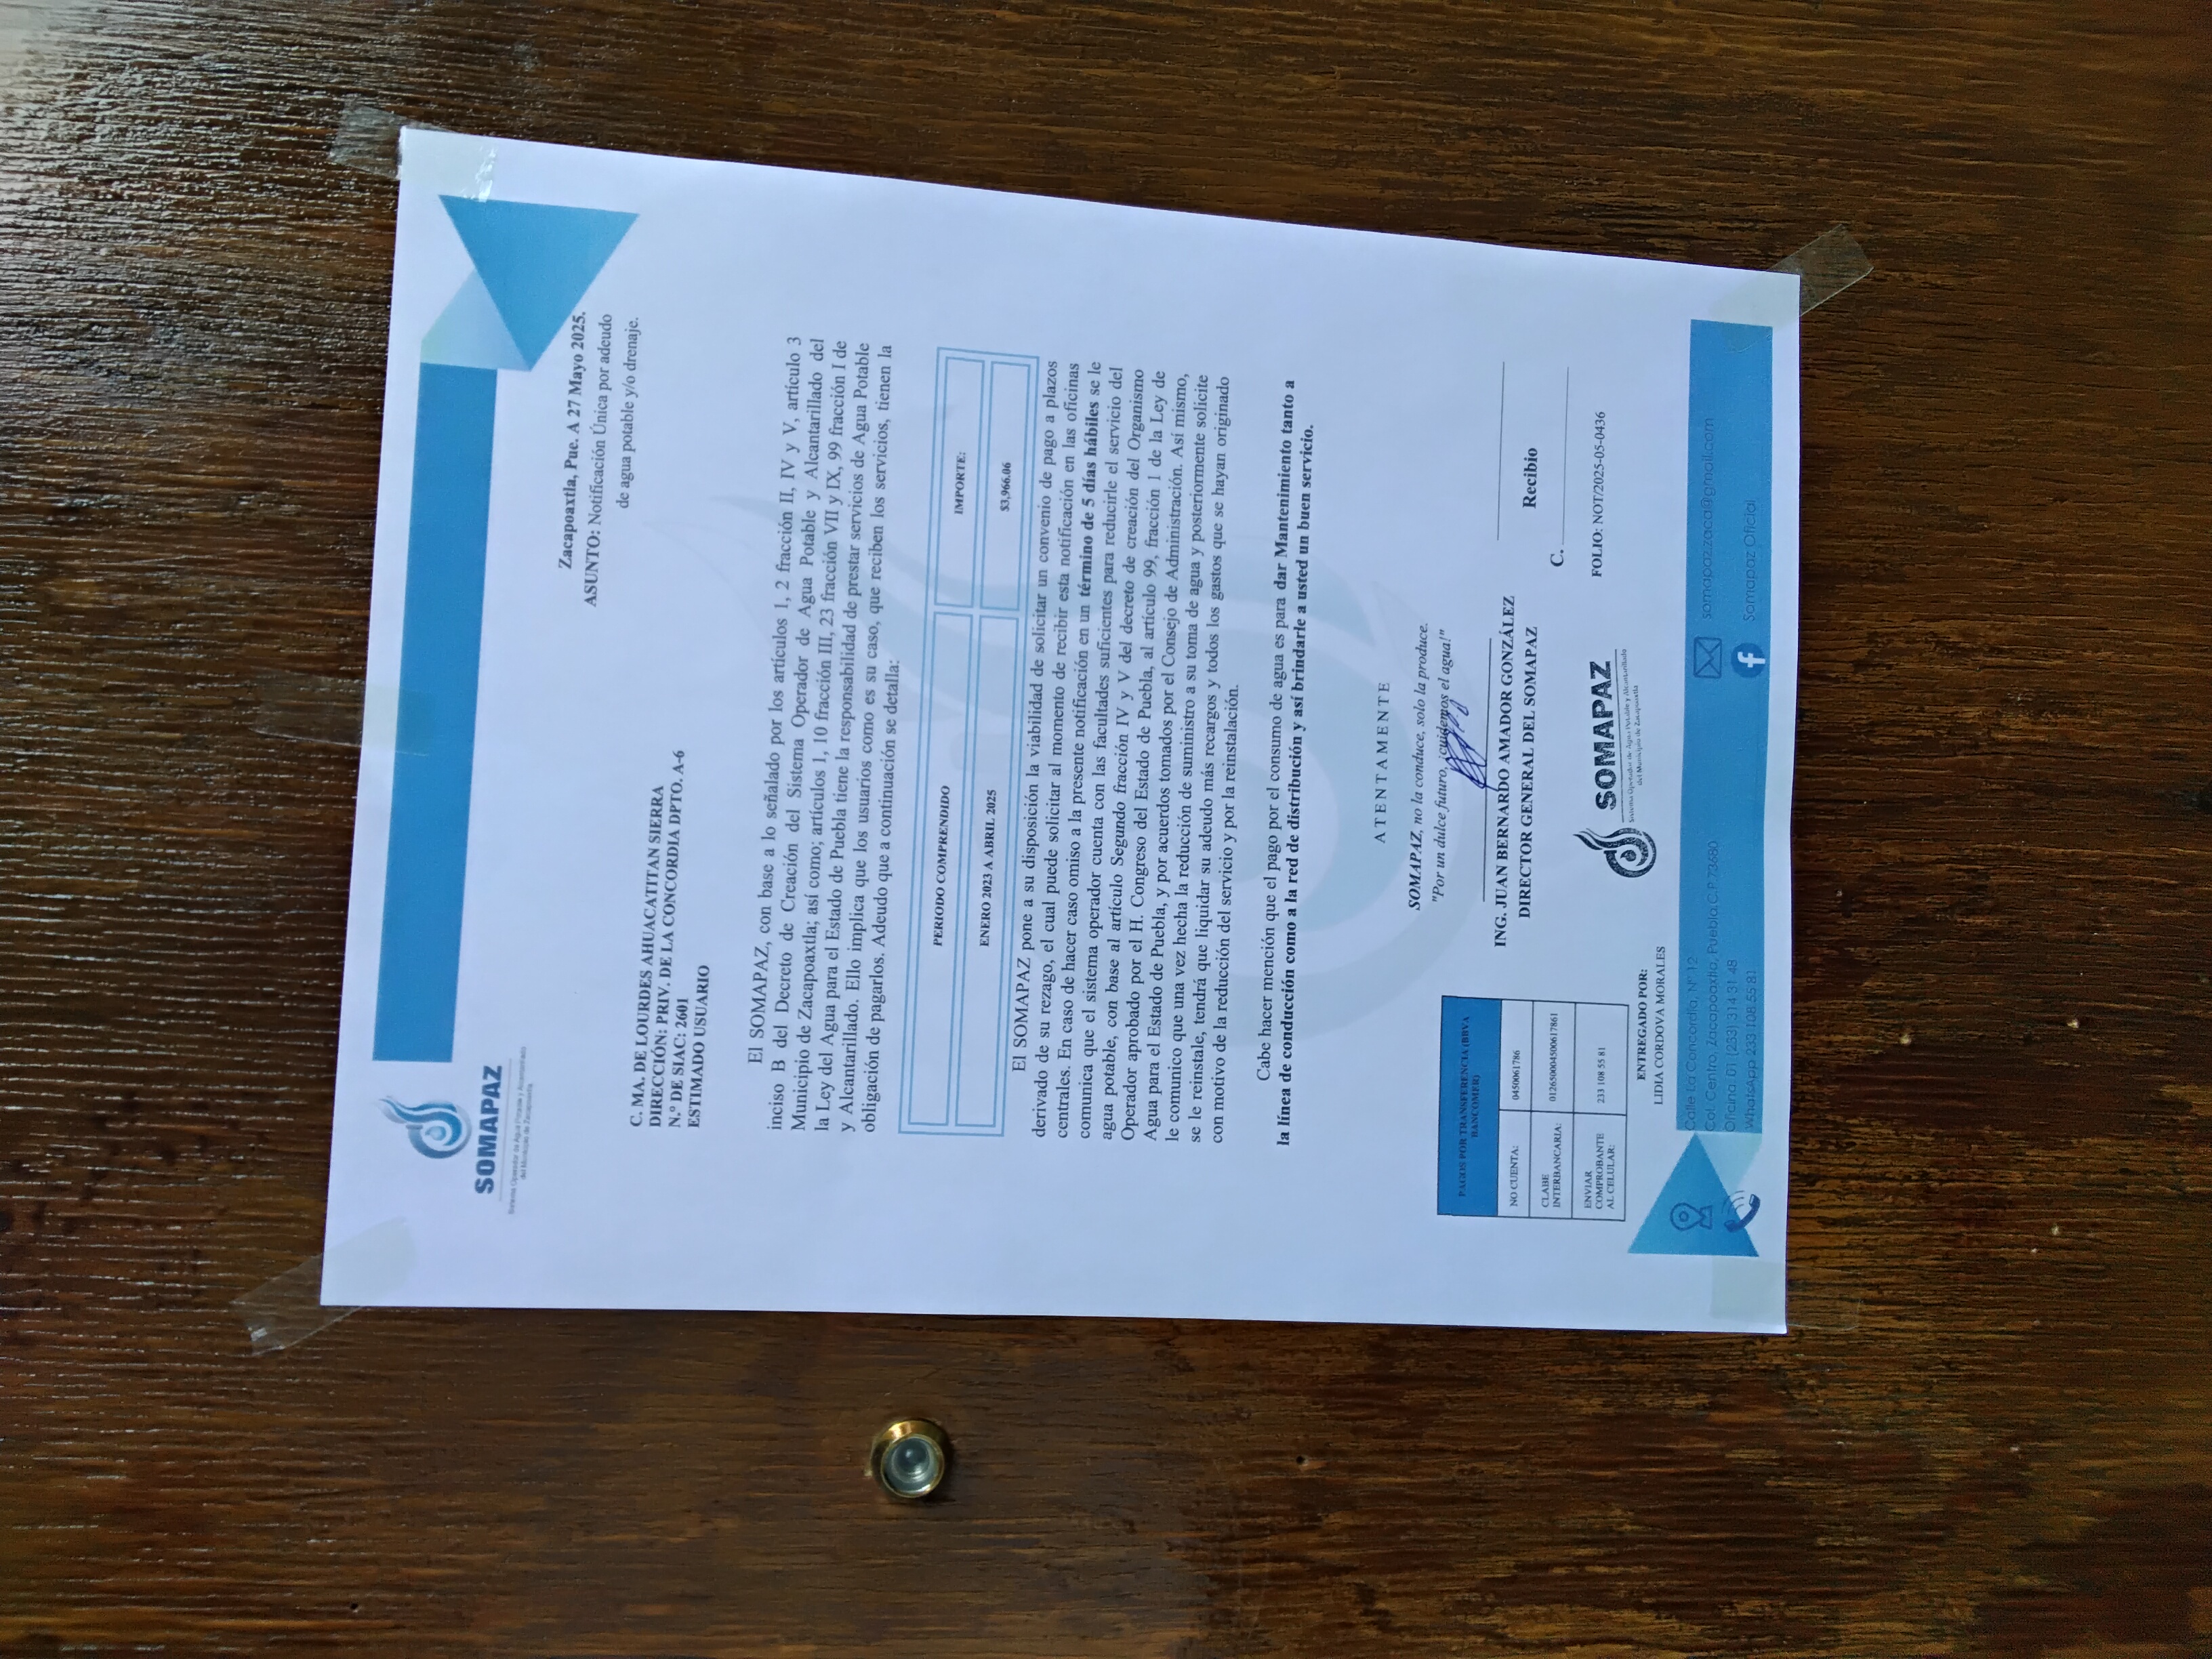 SOMAPAZ
Sistema Operador de Agua Potable y Alcantarillado
del Municipio de Zacapoaxtla
Zacapoaxtla, Pue. A 27 Mayo 2025.
ASUNTO: Notificación Única por adeudo
de agua potable y/o drenaje.
C. MA. DE LOURDES AHUACATITAN SIERRA
DIRECCIÓN: PRIV. DE LA CONCORDIA DPTO. A-6
N.º DE SIAC: 2601
ESTIMADO USUARIO
El SOMAPAZ, con base a lo señalado por los artículos 1, 2 fracción II, IV y V, artículo 3
inciso B del Decreto de Creación del Sistema Operador de Agua Potable y Alcantarillado del
Municipio de Zacapoaxtla; así como; artículos 1, 10 fracción III, 23 fracción VII y IX, 99 fracción I de
la Ley del Agua para el Estado de Puebla tiene la responsabilidad de prestar servicios de Agua Potable
y Alcantarillado. Ello implica que los usuarios como es su caso, que reciben los servicios, tienen la
obligación de pagarlos. Adeudo que a continuación se detalla:
PERIODO COMPRENDIDO IMPORTE:
ENERO 2023 A ABRIL 2025 $3,966.06
El SOMAPAZ pone a su disposición la viabilidad de solicitar un convenio de pago a plazos
derivado de su rezago, el cual puede solicitar al momento de recibir esta notificación en las oficinas
centrales. En caso de hacer caso omiso a la presente notificación en un término de 5 días hábiles se le
comunica que el sistema operador cuenta con las facultades suficientes para reducirle el servicio del
agua potable, con base al artículo Segundo fracción IV y V del decreto de creación del Organismo
Operador aprobado por el H. Congreso del Estado de Puebla, al artículo 99, fracción 1 de la Ley de
Agua para el Estado de Puebla, y por acuerdos tomados por el Consejo de Administración. Así mismo,
le comunico que una vez hecha la reducción de suministro a su toma de agua y posteriormente solicite
se le reinstale, tendrá que liquidar su adeudo más recargos y todos los gastos que se hayan originado
con motivo de la reducción del servicio y por la reinstalación.
Cabe hacer mención que el pago por el consumo de agua es para dar Mantenimiento tanto a
la línea de conducción como a la red de distribución y así brindarle a usted un buen servicio.
ATENTAMENTE
SOMAPAZ, no la conduce, solo la produce.
"Por un dulce futuro, ¡cuidemos el agua!"
ING. JUAN BERNARDO AMADOR GONZÁLEZ
DIRECTOR GENERAL DEL SOMAPAZ
PAGOS POR TRANSFERENCIA (BBVA
BANCOMER)
NO CUENTA: 0450061786
CLABE
INTERBANCARIA: 012650004500617861
ENVIAR
COMPROBANTE
AL CELULAR: 233 108 55 81
Recibio
C.
FOLIO: NOT/2025-05-0436
SOMAPAZ
Sistema Operador de Agua Potable y Alcantarillado
del Municipio de Zacapoaxtla
ENTREGADO POR:
LIDIA CORDOVA MORALES
Calle La Concordia, N° 12
Col. Centro, Zacapoaxtla, Puebla C.P 73680
Oficina. 01 (233) 314 31 48
WhatsApp 233 108 55 81
somapaz.zaca@gmail.com
Somapaz Oficial